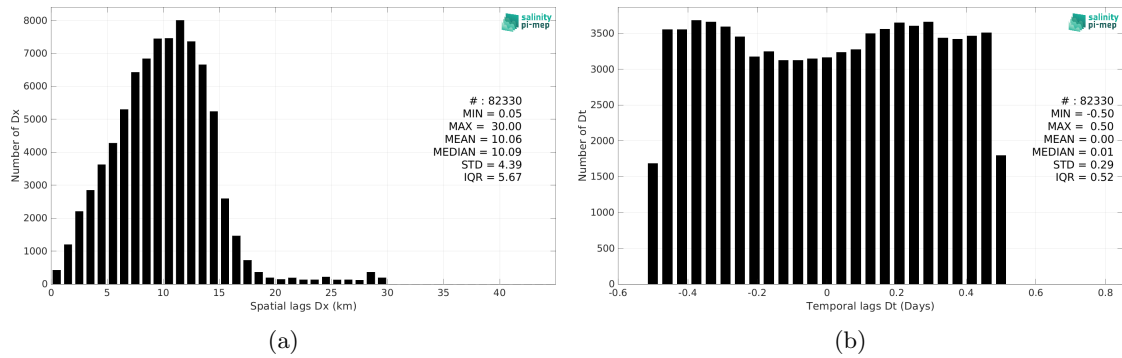 8000
7000
6000
5000
4000
3000
2000
1000
0
Number of Dx
0 5 10 15 20 25 30 35 40
Spatial lags Dx (km)
salinity
pi-mep
# : 82330
MIN = 0.05
MAX = 30.00
MEAN = 10.06
MEDIAN = 10.09
STD = 4.39
IQR = 5.67
(a)
3500
3000
2500
2000
1500
1000
500
0
Number of Dt
-0.6 -0.4 -0.2 0 0.2 0.4 0.6 0.8
Temporal lags Dt (Days)
salinity
pi-mep
# : 82330
MIN = -0.50
MAX = 0.50
MEAN = 0.00
MEDIAN = 0.01
STD = 0.29
IQR = 0.52
(b)